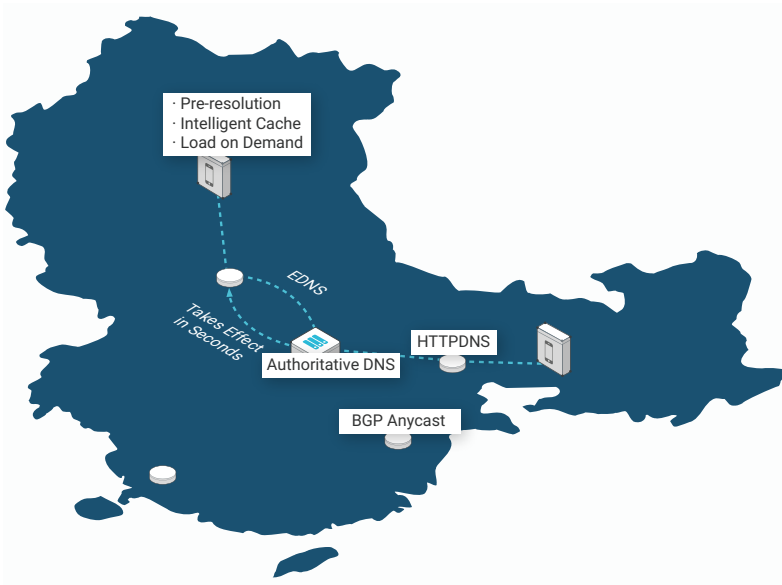 · Pre-resolution
· Intelligent Cache
· Load on Demand
EDNS
Takes Effect
in Seconds
HTTPDNS
Authoritative DNS
BGP Anycast